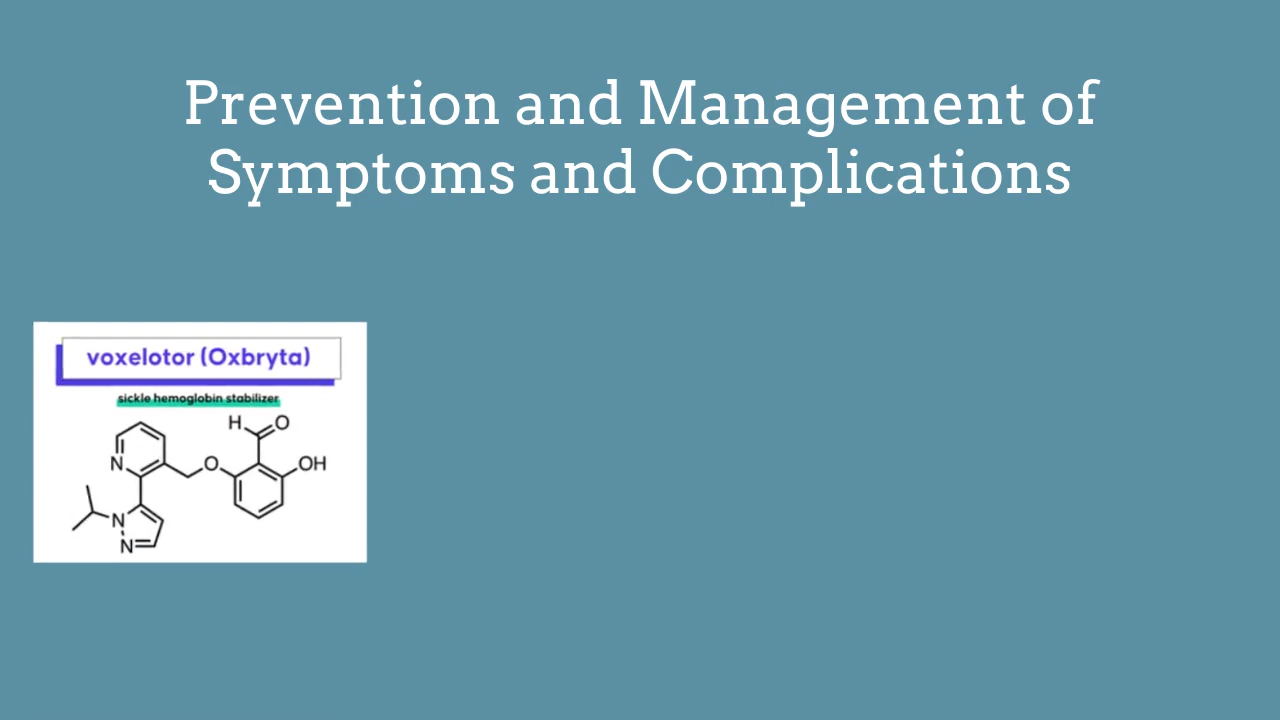 Prevention and Management of
Symptoms and Complications
voxelotor (Oxbryta)
sickle hemoglobin stabilizer
H
O
N
O
OH
N
N